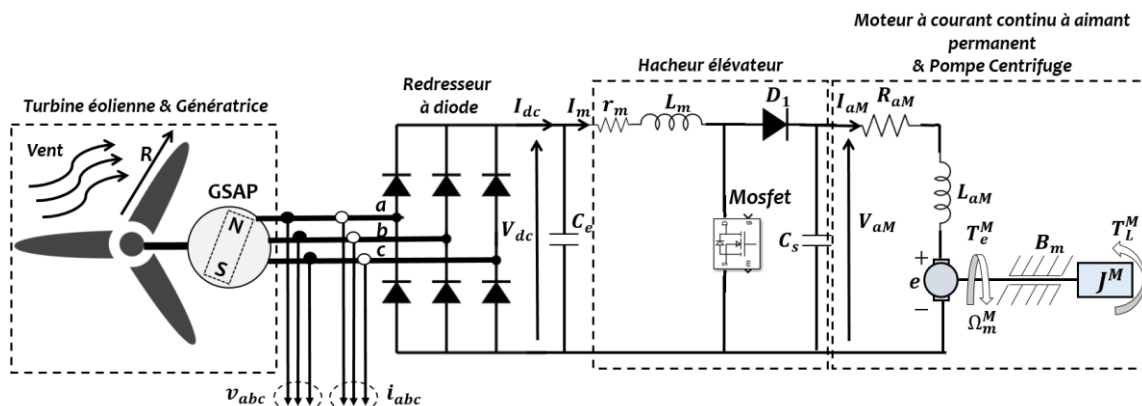 Moteur à courant continu à aimant
permanent
& Pompe Centrifuge
Hacheur élévateur
Redresseur
à diode
Turbine éolienne & Génératrice
Vent
R
GSAP
N
S
a
b
c
I_dc
I_m
r_m
L_m
D_1
I_aM
R_aM
V_dc
C_e
Mosfet
D
S
g
m
C_s
V_aM
L_aM
+
e
−
T_e^M
Ω_m^M
B_m
J^M
T_L^M
v_abc
i_abc